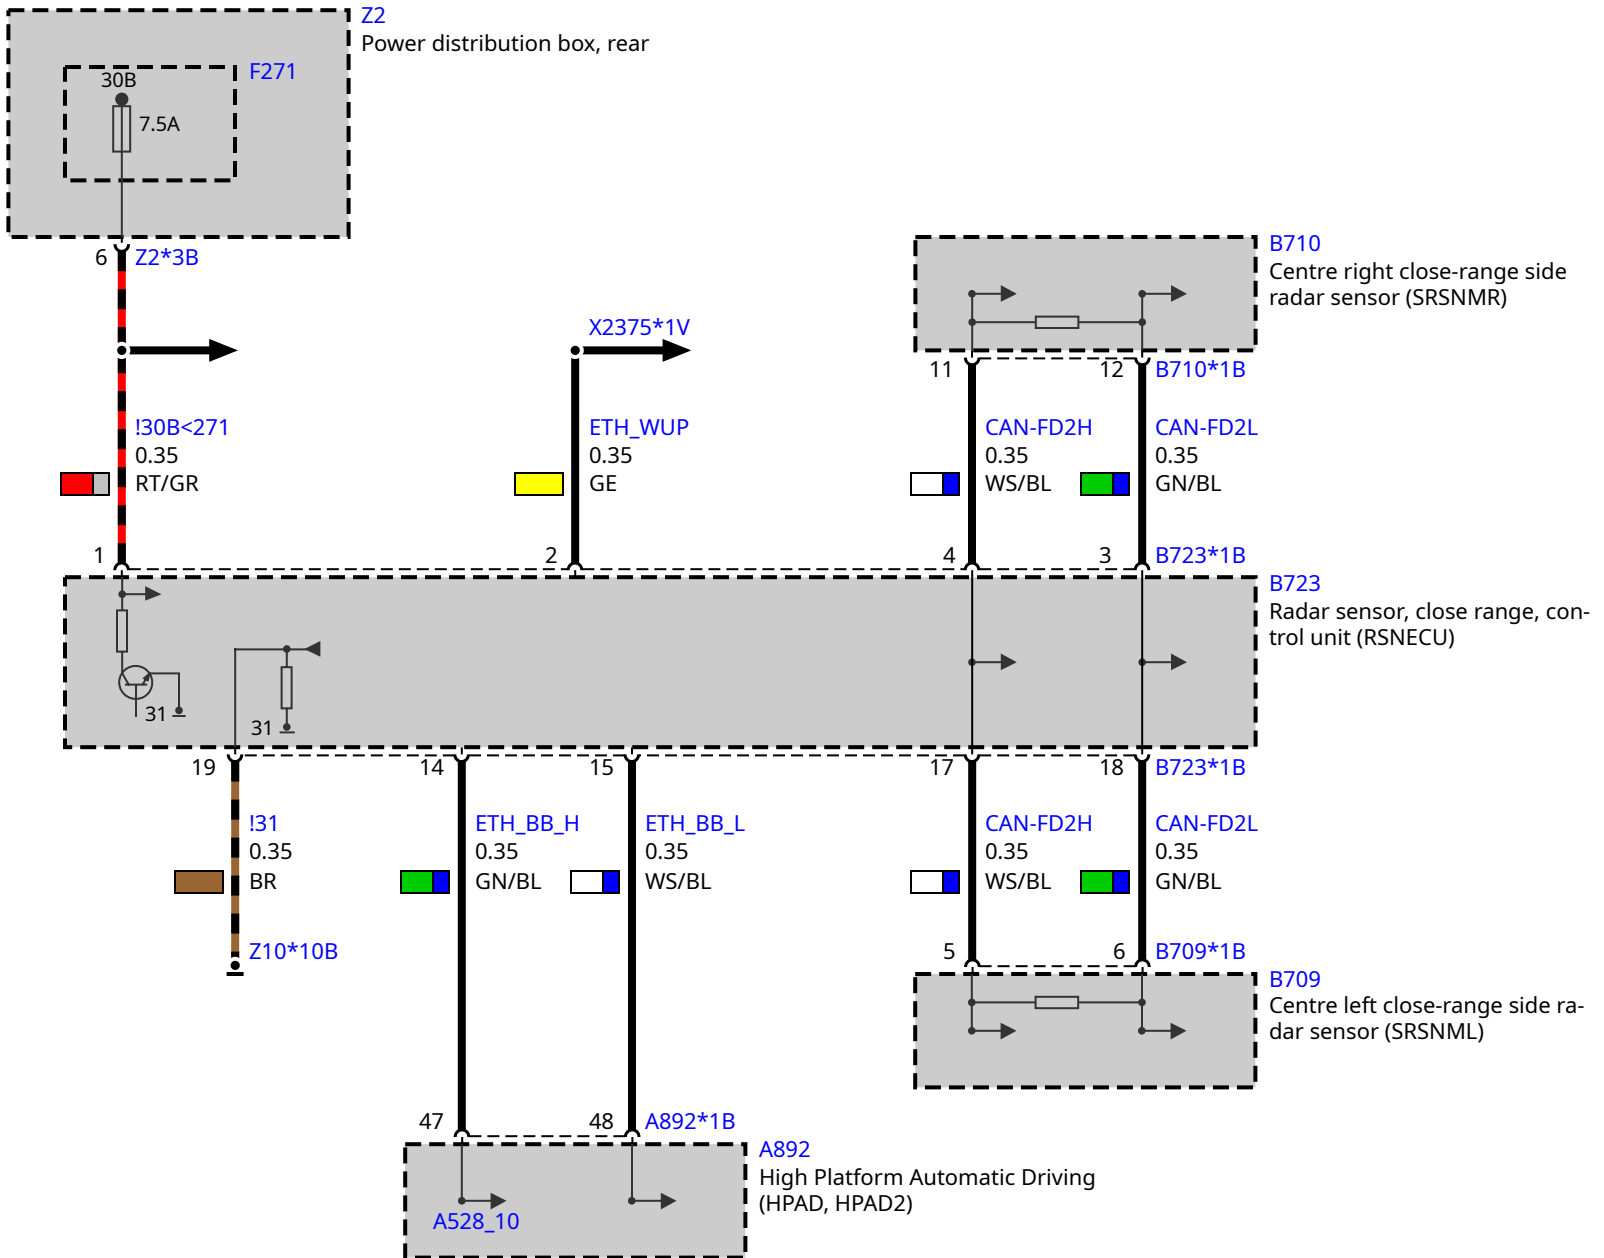 Z2
Power distribution box, rear
F271
30B
7.5A
6
Z2*3B
B710
Centre right close-range side
radar sensor (SRSNMR)
X2375*1V
11
12
B710*1B
!30B<271
0.35
RT/GR
ETH_WUP
0.35
GE
CAN-FD2H
0.35
WS/BL
CAN-FD2L
0.35
GN/BL
1
2
4
3
B723*1B
B723
Radar sensor, close range, con-
trol unit (RSNECU)
31
31
19
14
15
17
18
B723*1B
!31
0.35
BR
ETH_BB_H
0.35
GN/BL
ETH_BB_L
0.35
WS/BL
CAN-FD2H
0.35
WS/BL
CAN-FD2L
0.35
GN/BL
Z10*10B
5
6
B709*1B
B709
Centre left close-range side ra-
dar sensor (SRSNML)
47
48
A892*1B
A892
High Platform Automatic Driving
(HPAD, HPAD2)
A528_10